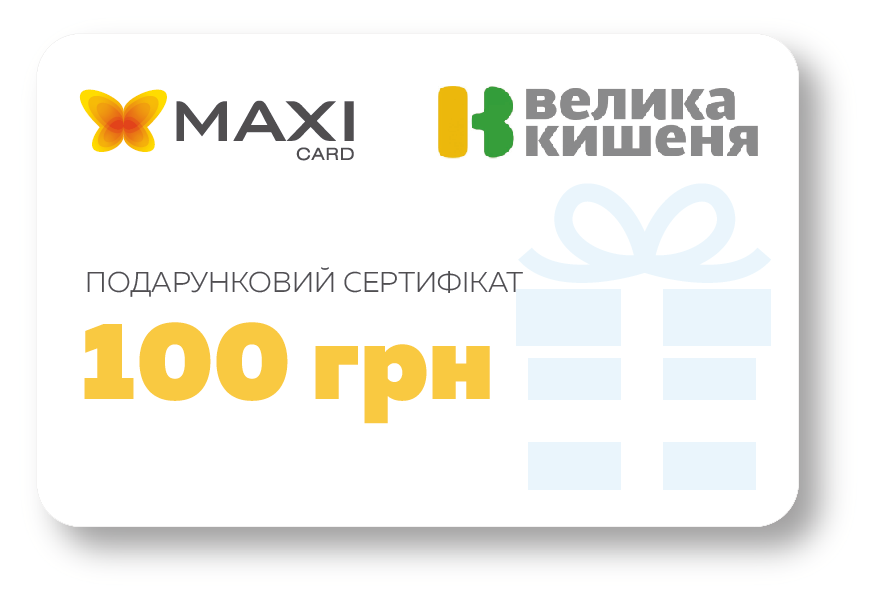 MAXI
CARD
ВЕЛИКА
КИШЕНЯ
ПОДАРУНКОВИЙ СЕРТИФІКАТ
100 грн